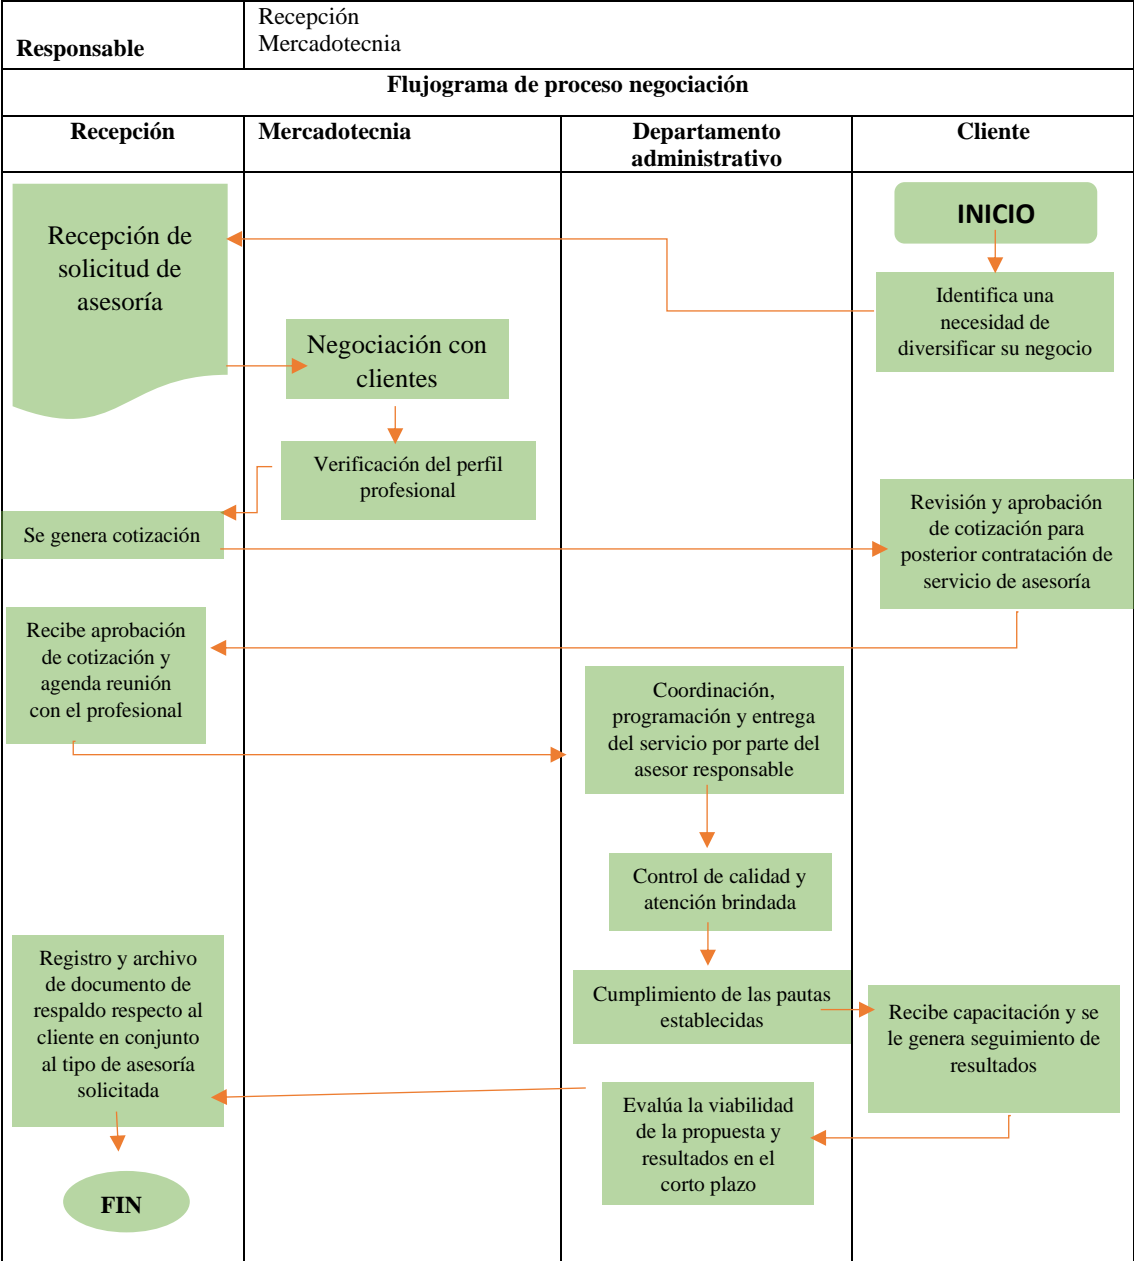 Responsable
Recepción
Mercadotecnia
Flujograma de proceso negociación
Recepción
Mercadotecnia
Departamento
administrativo
Cliente
INICIO
Identifica una
necesidad de
diversificar su negocio
Recepción de
solicitud de
asesoría
Negociación con
clientes
Verificación del perfil
profesional
Se genera cotización
Revisión y aprobación
de cotización para
posterior contratación de
servicio de asesoría
Recibe aprobación
de cotización y
agenda reunión
con el profesional
Coordinación,
programación y entrega
del servicio por parte del
asesor responsable
Control de calidad y
atención brindada
Cumplimiento de las pautas
establecidas
Recibe capacitación y se
le genera seguimiento de
resultados
Evalúa la viabilidad
de la propuesta y
resultados en el
corto plazo
Registro y archivo
de documento de
respaldo respecto al
cliente en conjunto
al tipo de asesoría
solicitada
FIN